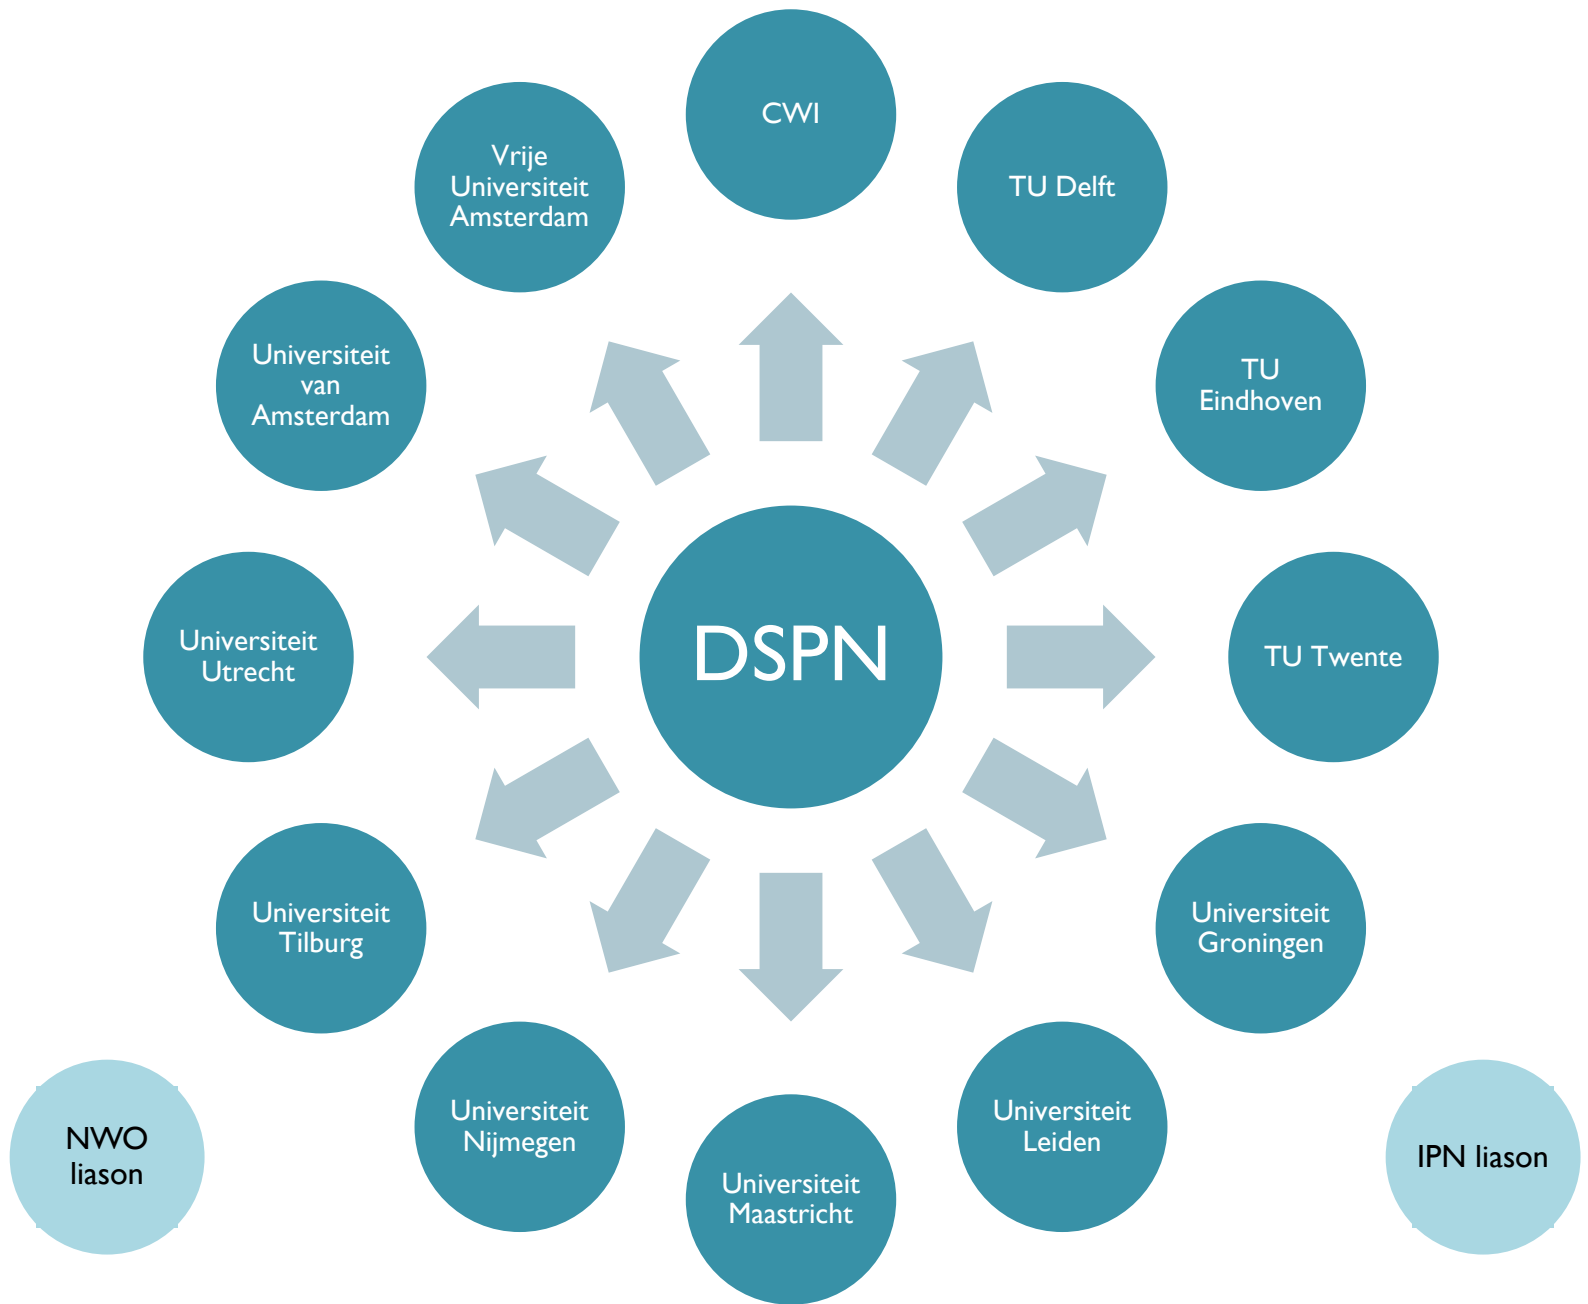 CWI
Vrije
Universiteit
Amsterdam
TU Delft
Universiteit
van
Amsterdam
TU
Eindhoven
Universiteit
Utrecht
DSPN
TU Twente
Universiteit
Tilburg
Universiteit
Groningen
NWO
liason
Universiteit
Nijmegen
Universiteit
Maastricht
Universiteit
Leiden
IPN liason